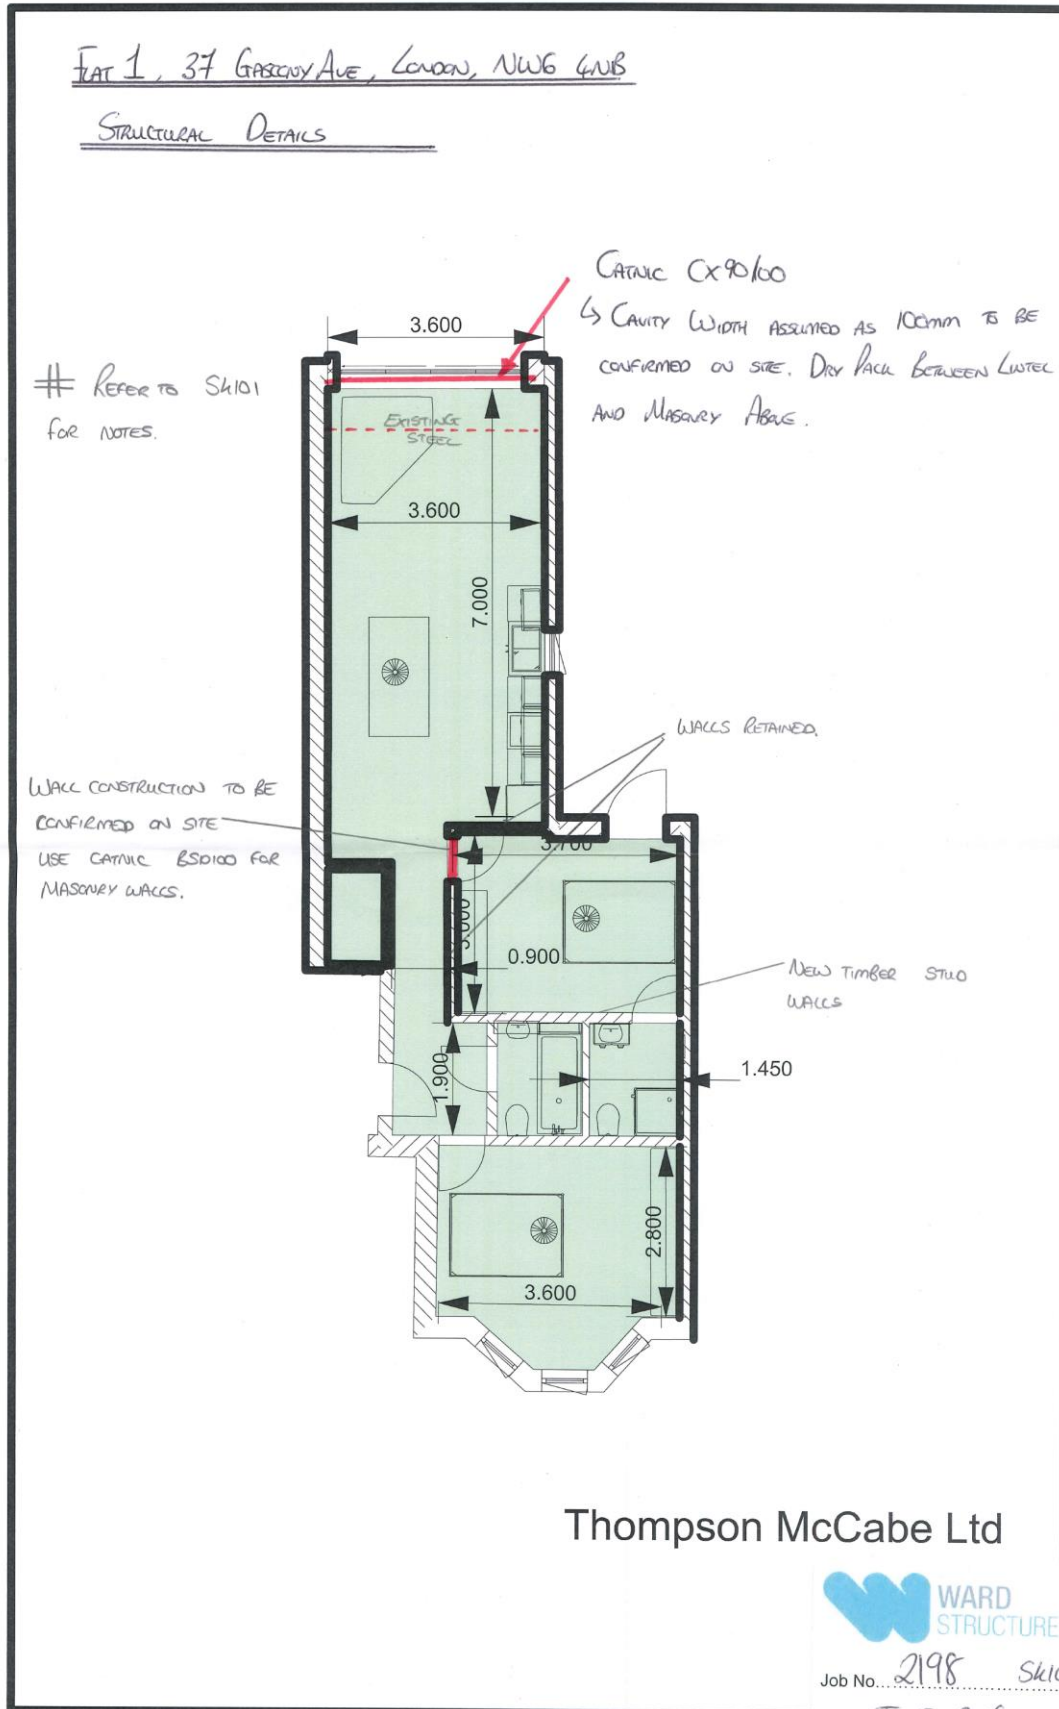 FLAT 1, 37 GASCONY AVE, LONDON, NW6 4NB
STRUCTURAL DETAILS
CATNIC CX90/100
↳ CAVITY WIDTH ASSUMED AS 100MM TO BE
CONFIRMED ON SITE. DRY PACK BETWEEN LINTEL
AND MASONRY ABOVE.
3.600
# REFER TO SK101
FOR NOTES.
EXISTING
STEEL
3.600
7.000
WALLS RETAINED.
WALL CONSTRUCTION TO BE
CONFIRMED ON SITE
USE CATNIC BSD100 FOR
MASONRY WALLS.
3.700
3.000
0.900
NEW TIMBER STUD
WALLS
1.900
1.450
2.800
3.600
Thompson McCabe Ltd
WARD
STRUCTURE
Job No. 2198